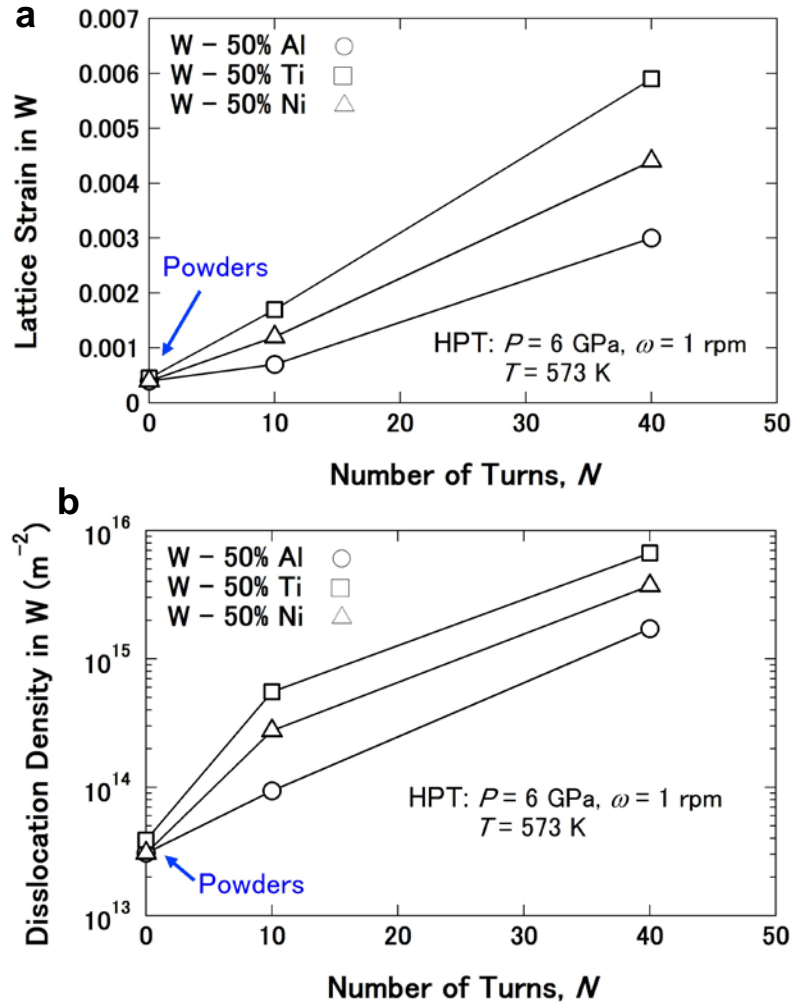 a
0.007
0.006
0.005
0.004
0.003
0.002
0.001
0
Lattice Strain in W
W − 50% Al
W − 50% Ti
W − 50% Ni
Powders
HPT: P = 6 GPa, ω = 1 rpm
T = 573 K
0 10 20 30 40 50
Number of Turns, N
b
10^16
10^15
10^14
10^13
Disslocation Density in W (m^−2)
W − 50% Al
W − 50% Ti
W − 50% Ni
HPT: P = 6 GPa, ω = 1 rpm
T = 573 K
Powders
0 10 20 30 40 50
Number of Turns, N